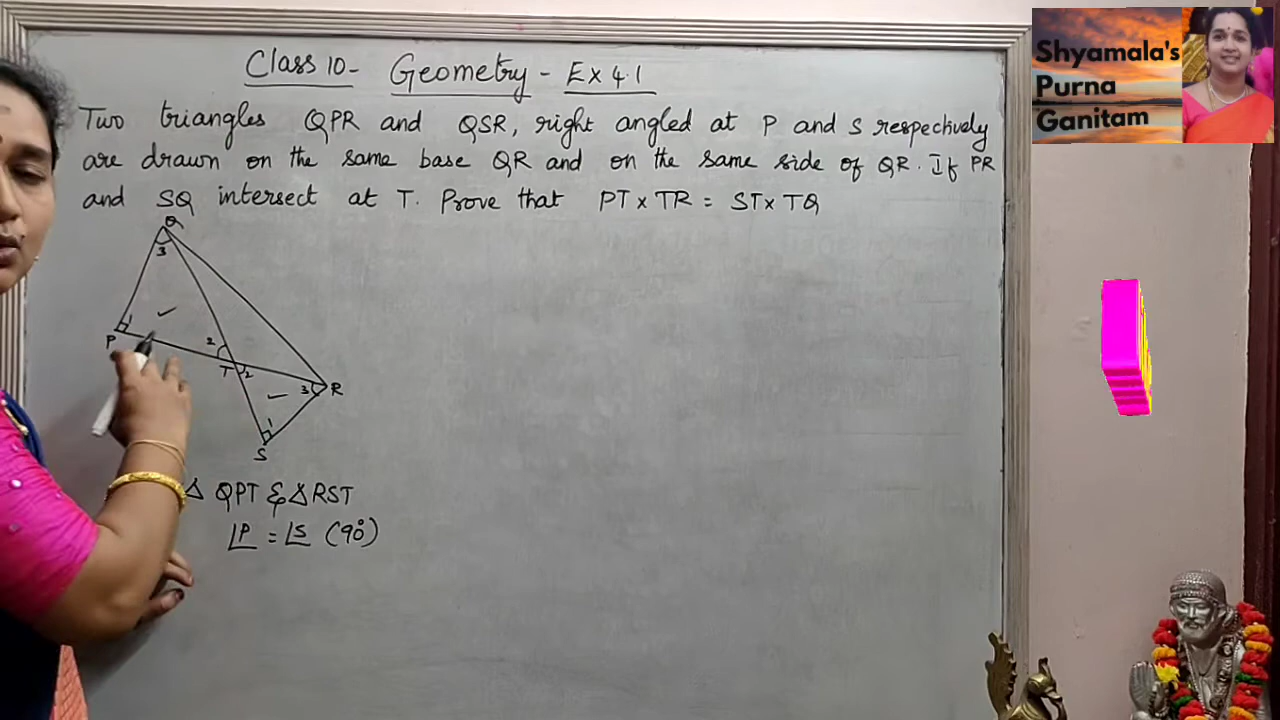 Class 10 - Geometry - Ex 4.1
Two triangles QPR and QSR, right angled at P and S respectively
are drawn on the same base QR and on the same side of QR. If PR
and SQ intersect at T. Prove that PT x TR = ST x TQ
Q
3
1
P
2
T
2
3
R
1
S
Δ QPT & Δ RST
∠P = ∠S (90°)
Shyamala's
Purna
Ganitam